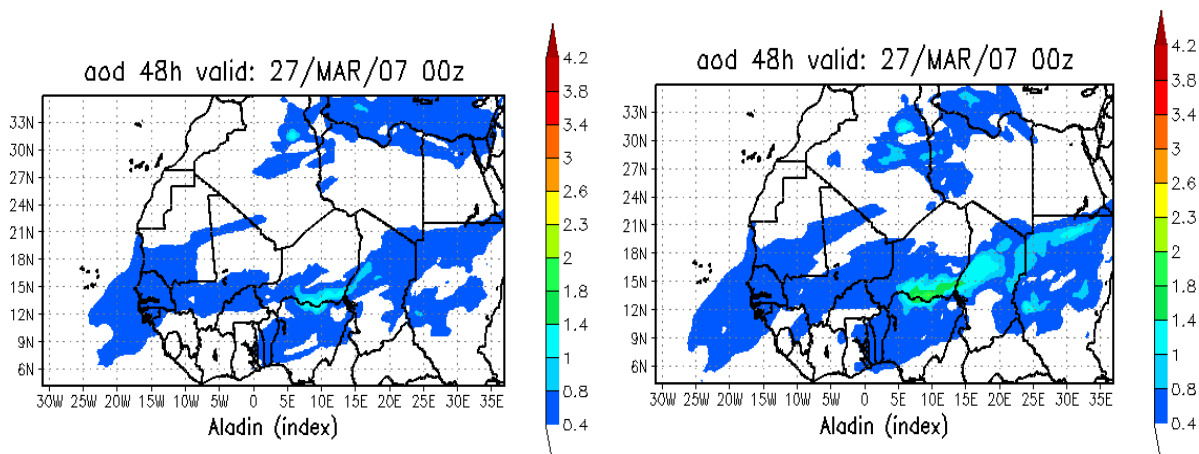 aod 48h valid: 27/MAR/07 00z
33N
30N
27N
24N
21N
18N
15N
12N
9N
6N
30W 25W 20W 15W 10W 5W 0 5E 10E 15E 20E 25E 30E 35E
Aladin (index)
4.2
3.8
3.4
3
2.6
2.3
2
1.8
1.4
1
0.8
0.4
aod 48h valid: 27/MAR/07 00z
33N
30N
27N
24N
21N
18N
15N
12N
9N
6N
30W 25W 20W 15W 10W 5W 0 5E 10E 15E 20E 25E 30E 35E
Aladin (index)
4.2
3.8
3.4
3
2.6
2.3
2
1.8
1.4
1
0.8
0.4